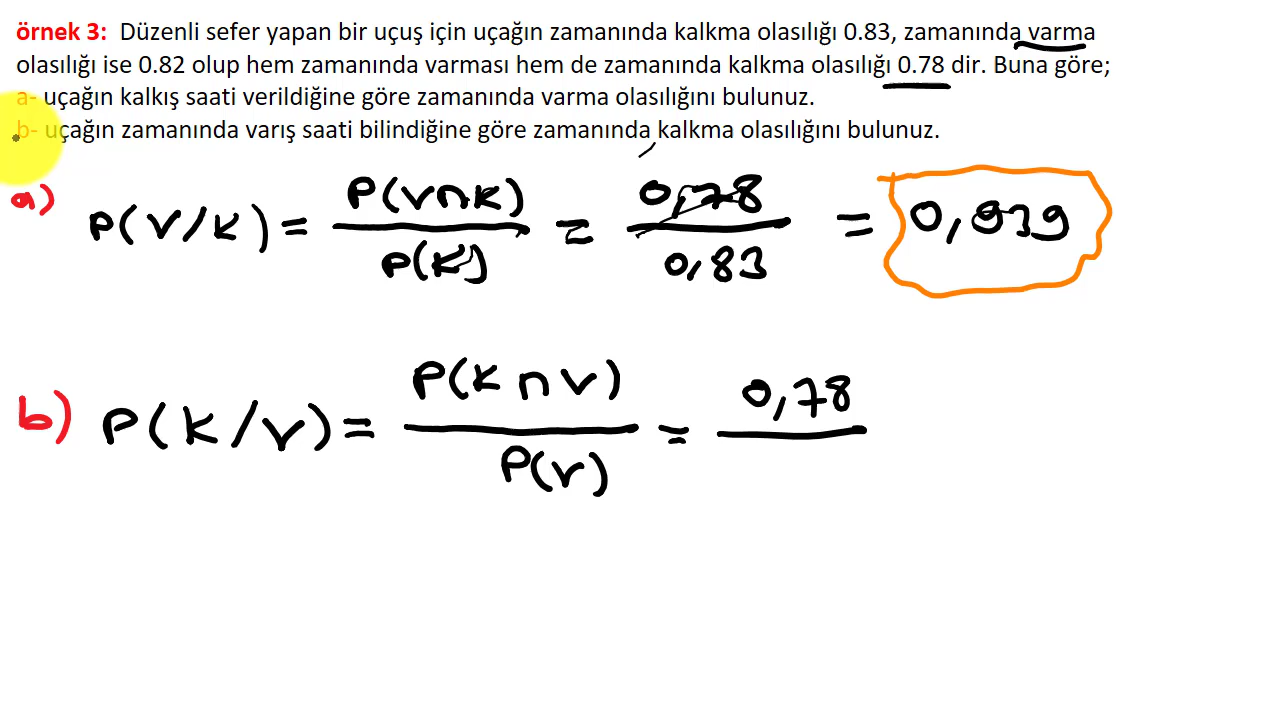 örnek 3: Düzenli sefer yapan bir uçuş için uçağın zamanında kalkma olasılığı 0.83, zamanında varma
olasılığı ise 0.82 olup hem zamanında varması hem de zamanında kalkma olasılığı 0.78 dir. Buna göre;
a- uçağın kalkış saati verildiğine göre zamanında varma olasılığını bulunuz.
b- uçağın zamanında varış saati bilindiğine göre zamanında kalkma olasılığını bulunuz.
a) P(V/K) = P(V∩K) / P(K) = 0,78 / 0,83 = 0,939
b) P(K/V) = P(K∩V) / P(V) = 0,78